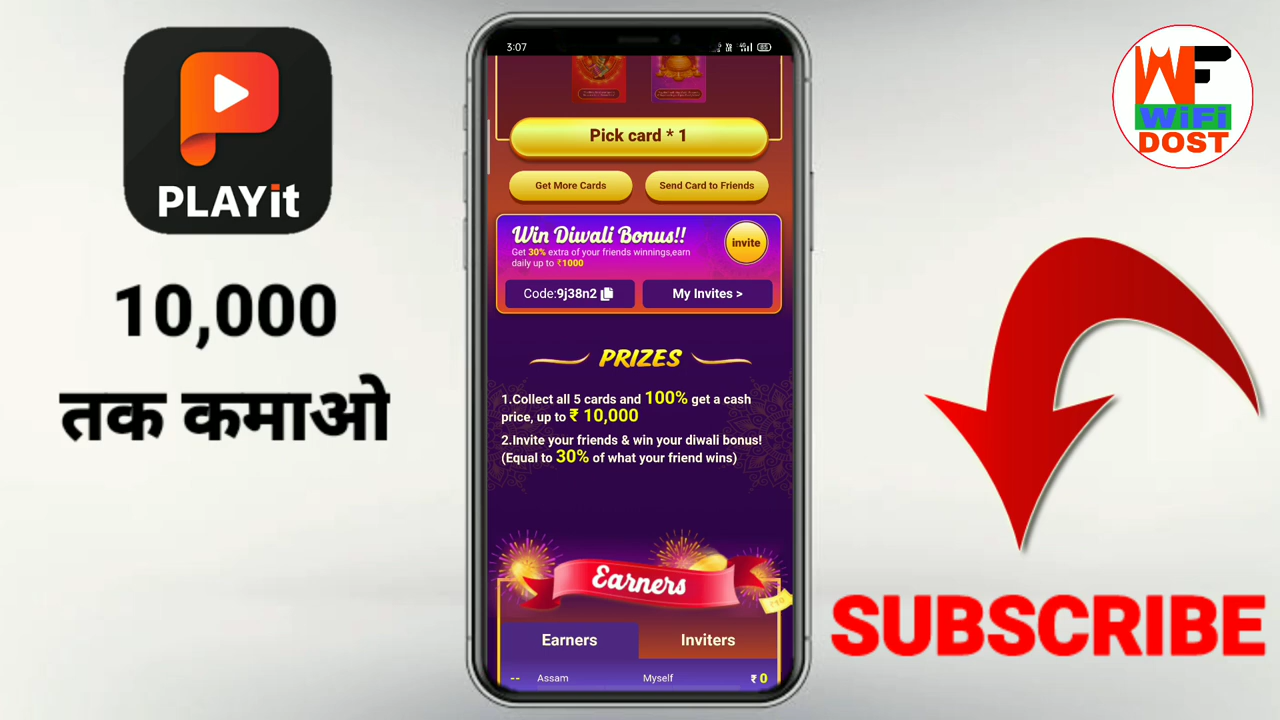 PLAYit
10,000
तक कमाओ
3:07
Pick card * 1
Get More Cards
Send Card to Friends
Win Diwali Bonus!!
Get 30% extra of your friends winnings,earn
daily up to ₹1000
invite
Code:9j38n2
My Invites >
PRIZES
1.Collect all 5 cards and 100% get a cash
price, up to ₹ 10,000
2.Invite your friends & win your diwali bonus!
(Equal to 30% of what your friend wins)
Earners
Earners
Inviters
-- Assam Myself ₹ 0
WF
WiFi
DOST
SUBSCRIBE